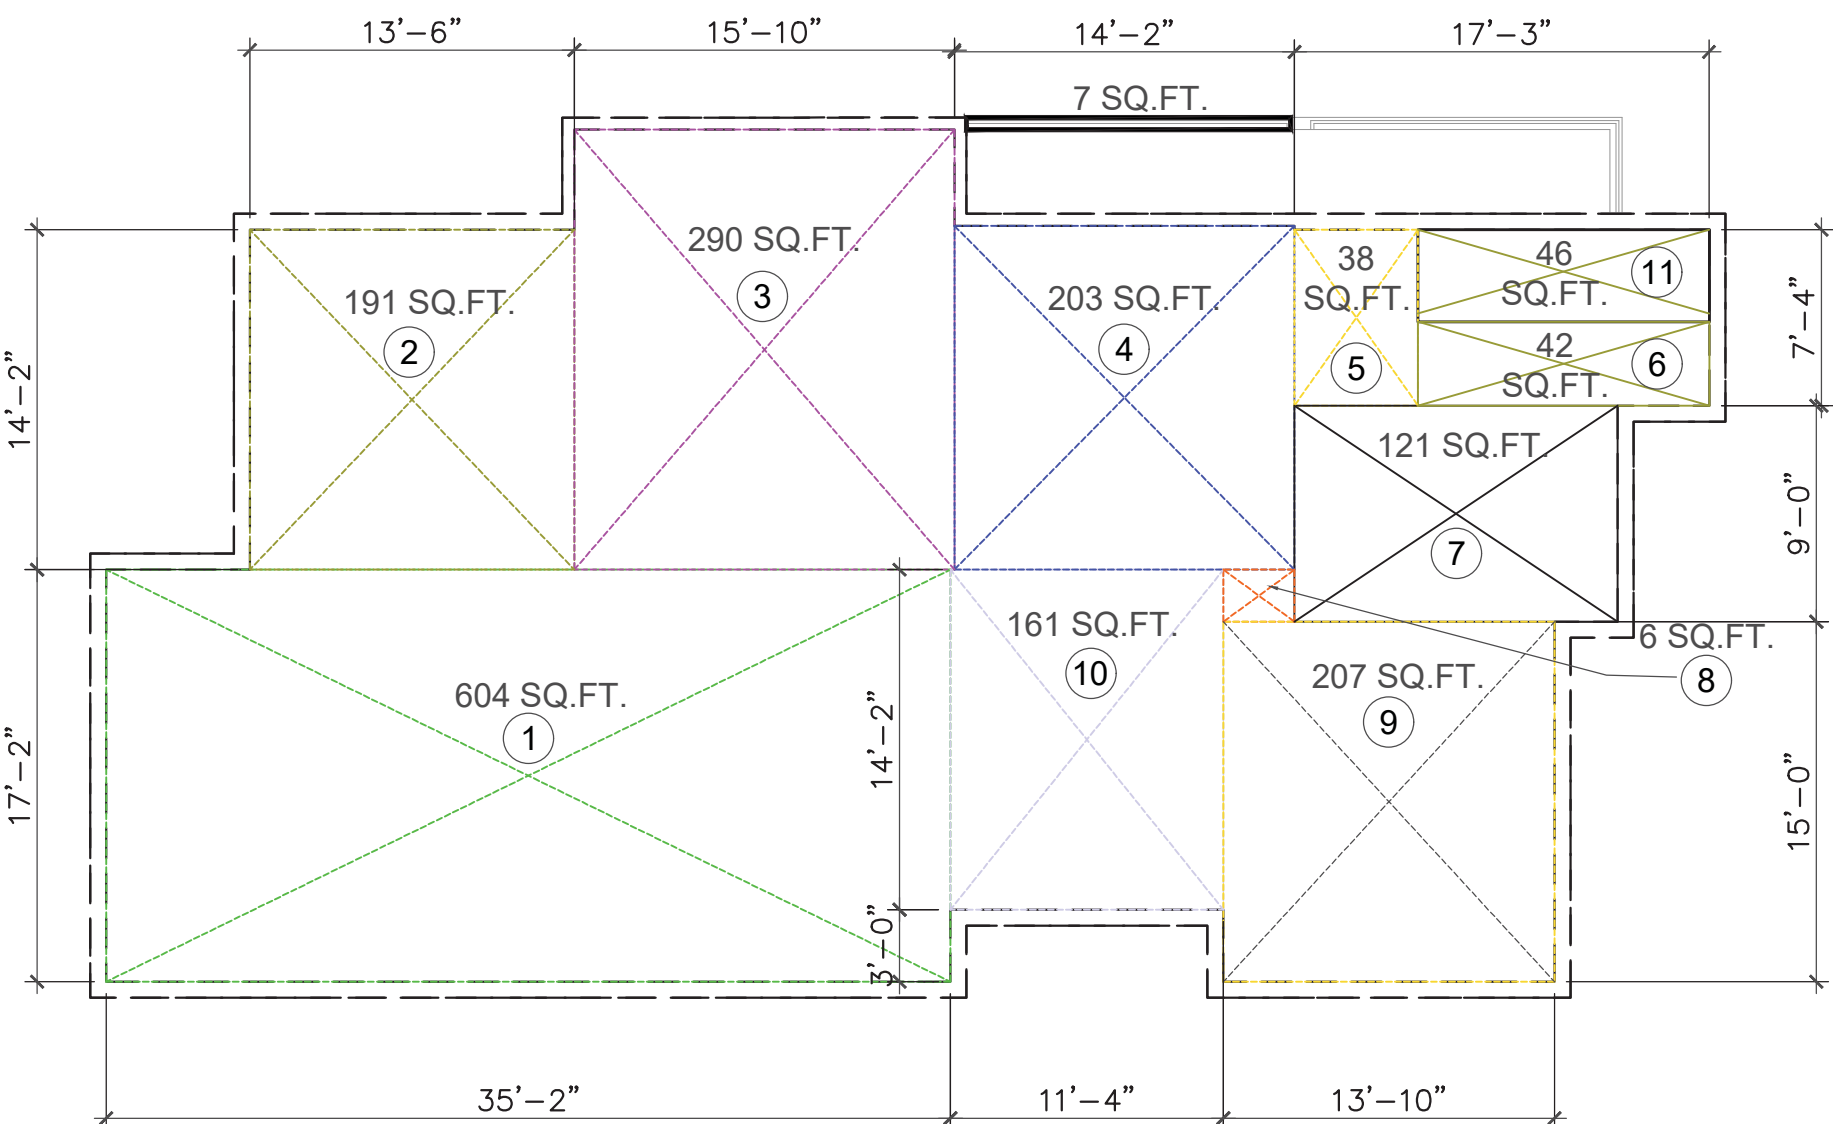 13’–6”
15’–10”
14’–2”
17’–3”
7 SQ.FT.
290 SQ.FT.
3
191 SQ.FT.
2
203 SQ.FT.
4
38
SQ.FT.
5
46
SQ.FT.
11
42
SQ.FT.
6
7’–4”
14’–2”
121 SQ.FT.
7
9’–0”
161 SQ.FT.
10
6 SQ.FT.
8
604 SQ.FT.
1
207 SQ.FT.
9
17’–2”
14’–2”
3’–0”
15’–0”
35’–2”
11’–4”
13’–10”